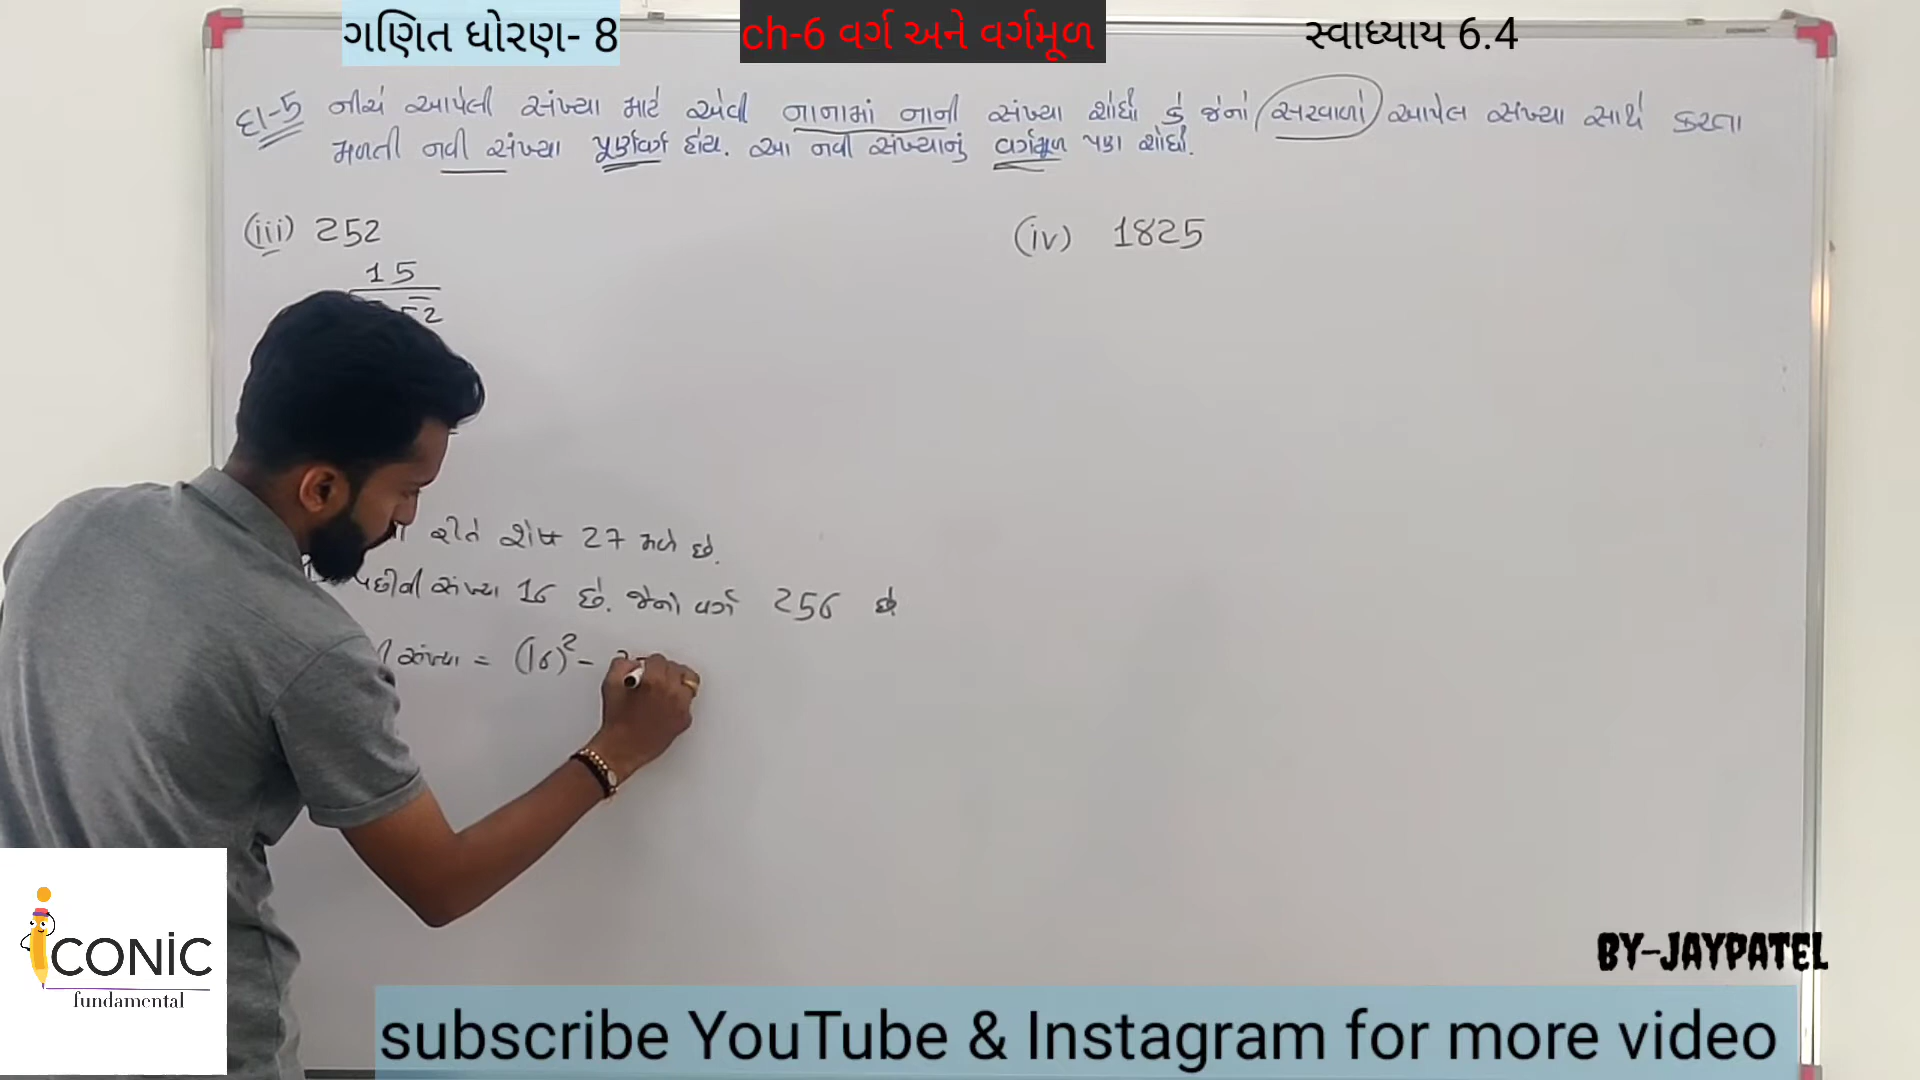 ગણિત ધોરણ- 8
ch-6 વર્ગ અને વર્ગમૂળ
સ્વાધ્યાય 6.4
દા-5 નીચે આપેલી સંખ્યા માટે એવી નાનામાં નાની સંખ્યા શોધો કે જેનો સરવાળો આપેલ સંખ્યા સાથે કરતા
મળતી નવી સંખ્યા પૂર્ણવર્ગ હોય. આ નવી સંખ્યાનું વર્ગમૂળ પણ શોધો.
(iii) 252
15
52
રીતે શેષ 27 મળે છે.
પછીની સંખ્યા 16 છે. જેનો વર્ગ 256 છે
સંખ્યા = (16)² -
(iv) 1825
iCONiC
fundamental
BY-JAYPATEL
subscribe YouTube & Instagram for more video